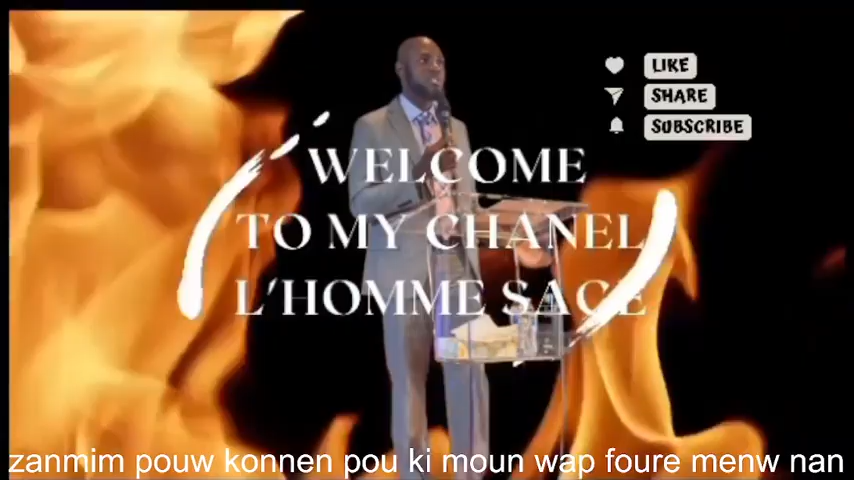 LIKE
SHARE
SUBSCRIBE
WELCOME
TO MY CHANEL
L'HOMME SAGE
zanmim pouw konnen pou ki moun wap foure menw nan